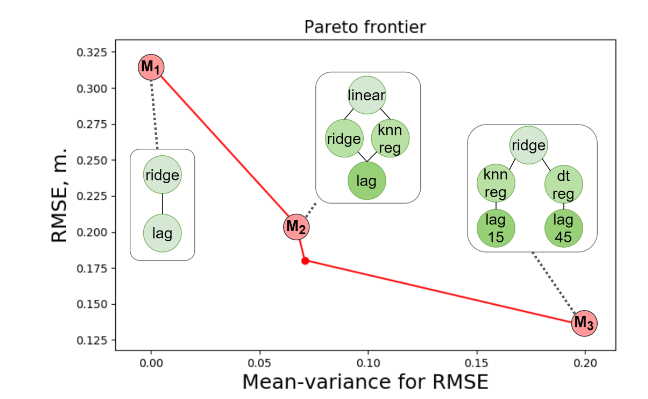 Pareto frontier
0.325
0.300
0.275
0.250
0.225
0.200
0.175
0.150
0.125
RMSE, m.
M1
ridge
lag
linear
ridge
knn
reg
lag
M2
ridge
knn
reg
dt
reg
lag
15
lag
45
M3
0.00
0.05
0.10
0.15
0.20
Mean-variance for RMSE